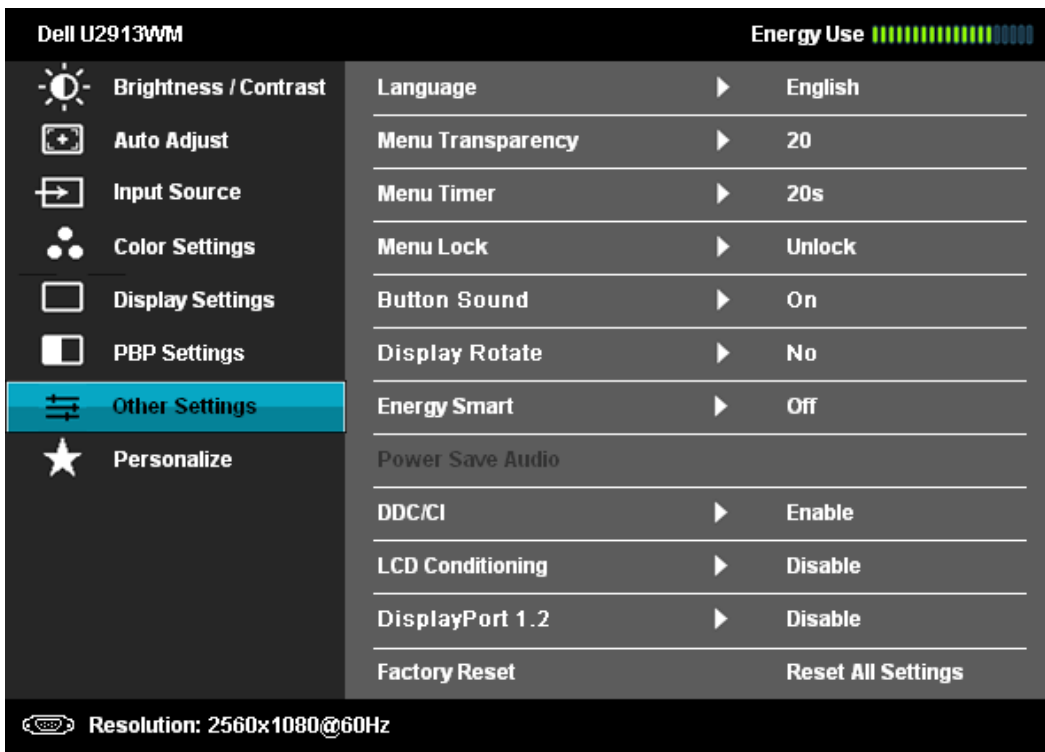 Dell U2913WM Energy Use
Brightness / Contrast
Auto Adjust
Input Source
Color Settings
Display Settings
PBP Settings
Other Settings
Personalize
Language English
Menu Transparency 20
Menu Timer 20s
Menu Lock Unlock
Button Sound On
Display Rotate No
Energy Smart Off
Power Save Audio
DDC/CI Enable
LCD Conditioning Disable
DisplayPort 1.2 Disable
Factory Reset Reset All Settings
Resolution: 2560x1080@60Hz